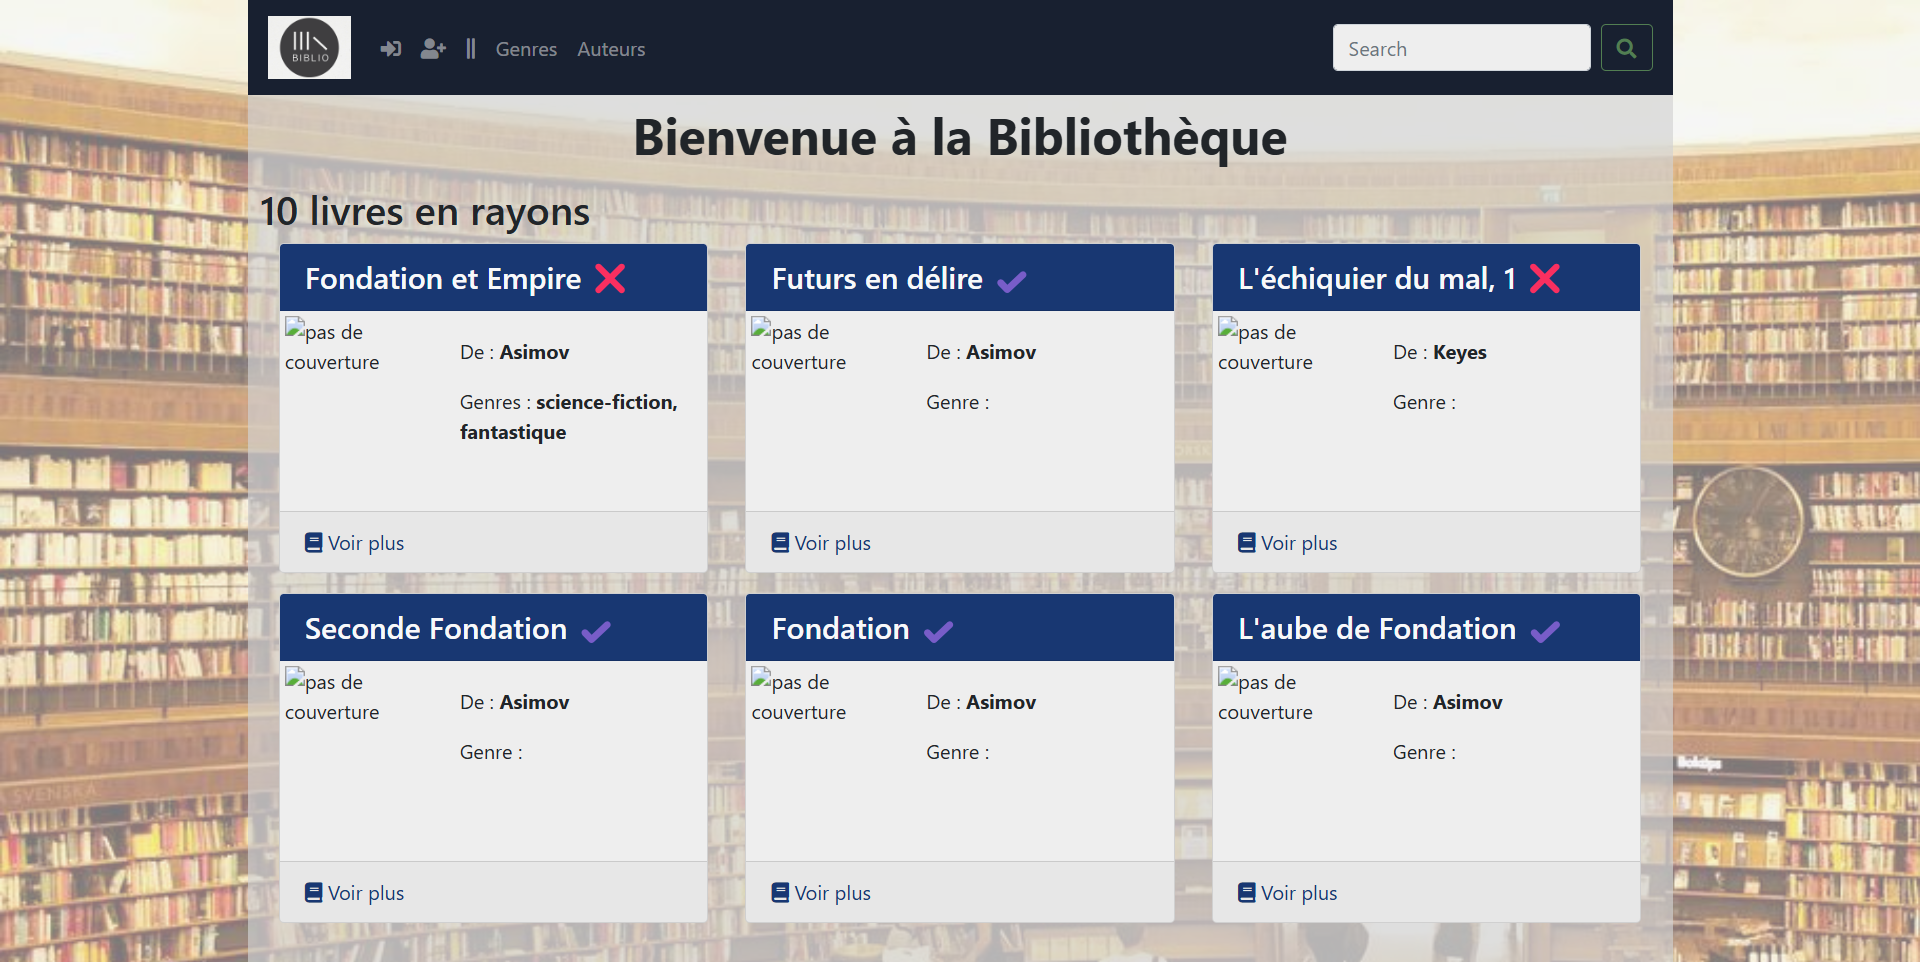 BIBLIO
Genres Auteurs
Search
Bienvenue à la Bibliothèque
10 livres en rayons
Fondation et Empire
Futurs en délire
L'échiquier du mal, 1
pas de couverture
De : Asimov
Genres : science-fiction,
fantastique
pas de couverture
De : Asimov
Genre :
pas de couverture
De : Keyes
Genre :
Voir plus
Voir plus
Voir plus
Seconde Fondation
Fondation
L'aube de Fondation
pas de couverture
De : Asimov
Genre :
pas de couverture
De : Asimov
Genre :
pas de couverture
De : Asimov
Genre :
Voir plus
Voir plus
Voir plus
A SVENSKA